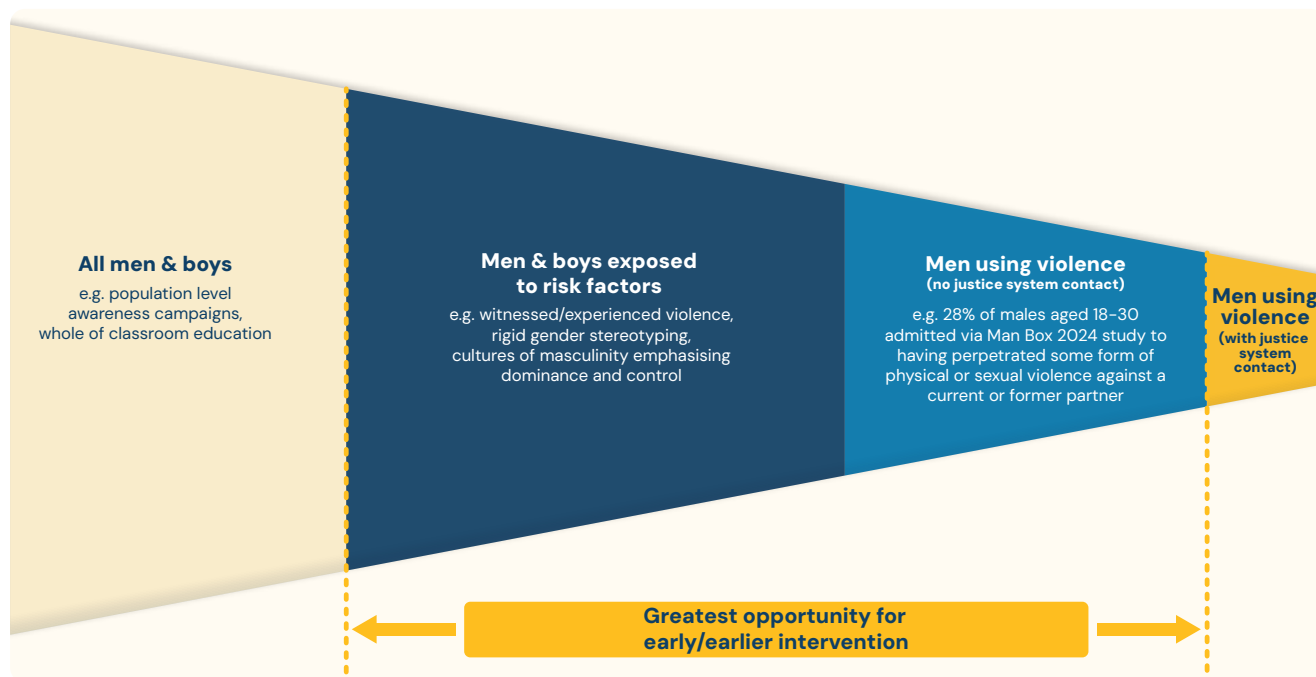 All men & boys
e.g. population level
awareness campaigns,
whole of classroom education
Men & boys exposed
to risk factors
e.g. witnessed/experienced violence,
rigid gender stereotyping,
cultures of masculinity emphasising
dominance and control
Men using violence
(no justice system contact)
e.g. 28% of males aged 18-30
admitted via Man Box 2024 study to
having perpetrated some form of
physical or sexual violence against a
current or former partner
Men using
violence
(with justice
system
contact)
Greatest opportunity for
early/earlier intervention